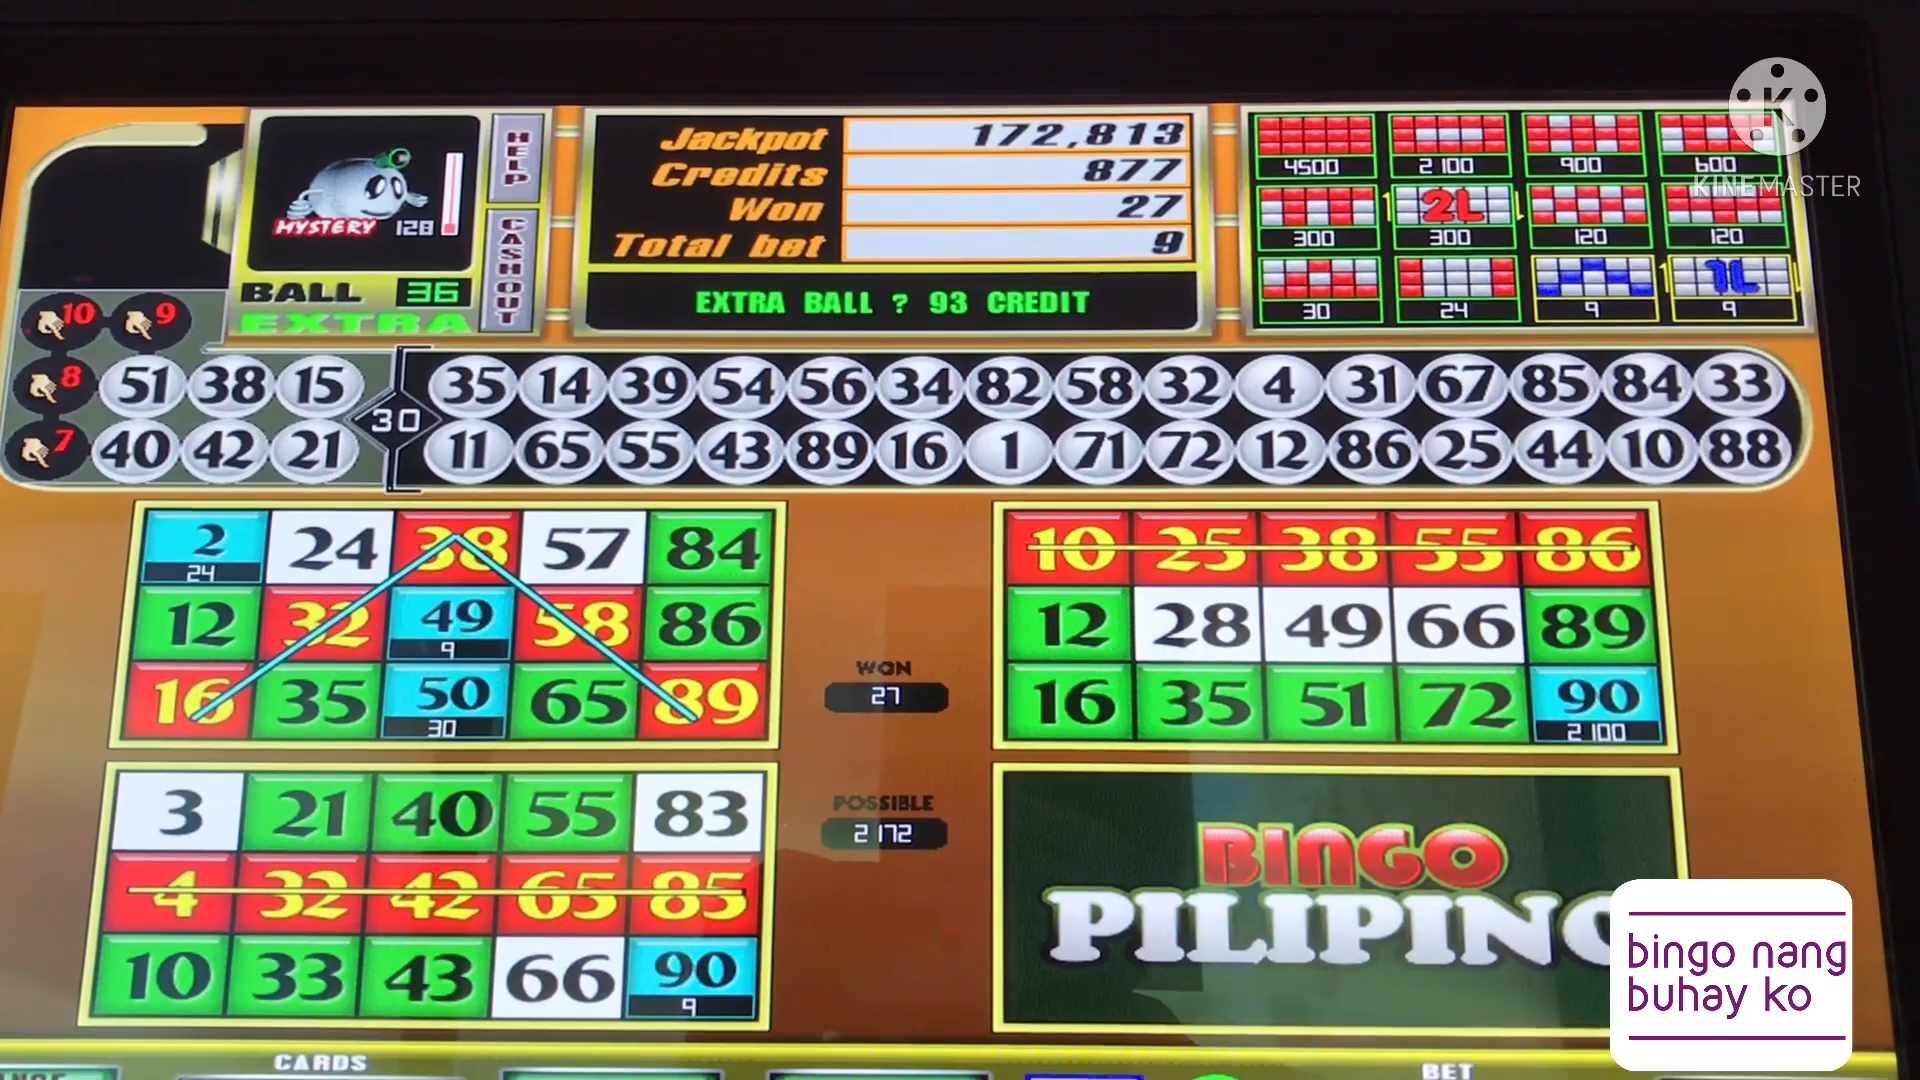 KINEMASTER
HELP
CASHOUT
MYSTERY 128
BALL 36
EXTRA
Jackpot 172,813
Credits 877
Won 27
Total bet 9
EXTRA BALL ? 93 CREDIT
4500 2100 900 600
2L
300 300 120 120
1L
30 24 9 9
10 9
8 51 38 15
7 40 42 21
30
35 14 39 54 56 34 82 58 32 4 31 67 85 84 33
11 65 55 43 89 16 1 71 72 12 86 25 44 10 88
2 24 38 57 84
24
12 32 49 58 86
9
16 35 50 65 89
30
10 25 38 55 86
12 28 49 66 89
16 35 51 72 90
2100
WON
27
POSSIBLE
2172
3 21 40 55 83
4 32 42 65 85
10 33 43 66 90
9
BINGO
PILIPINO
bingo nang
buhay ko
CARDS
BET